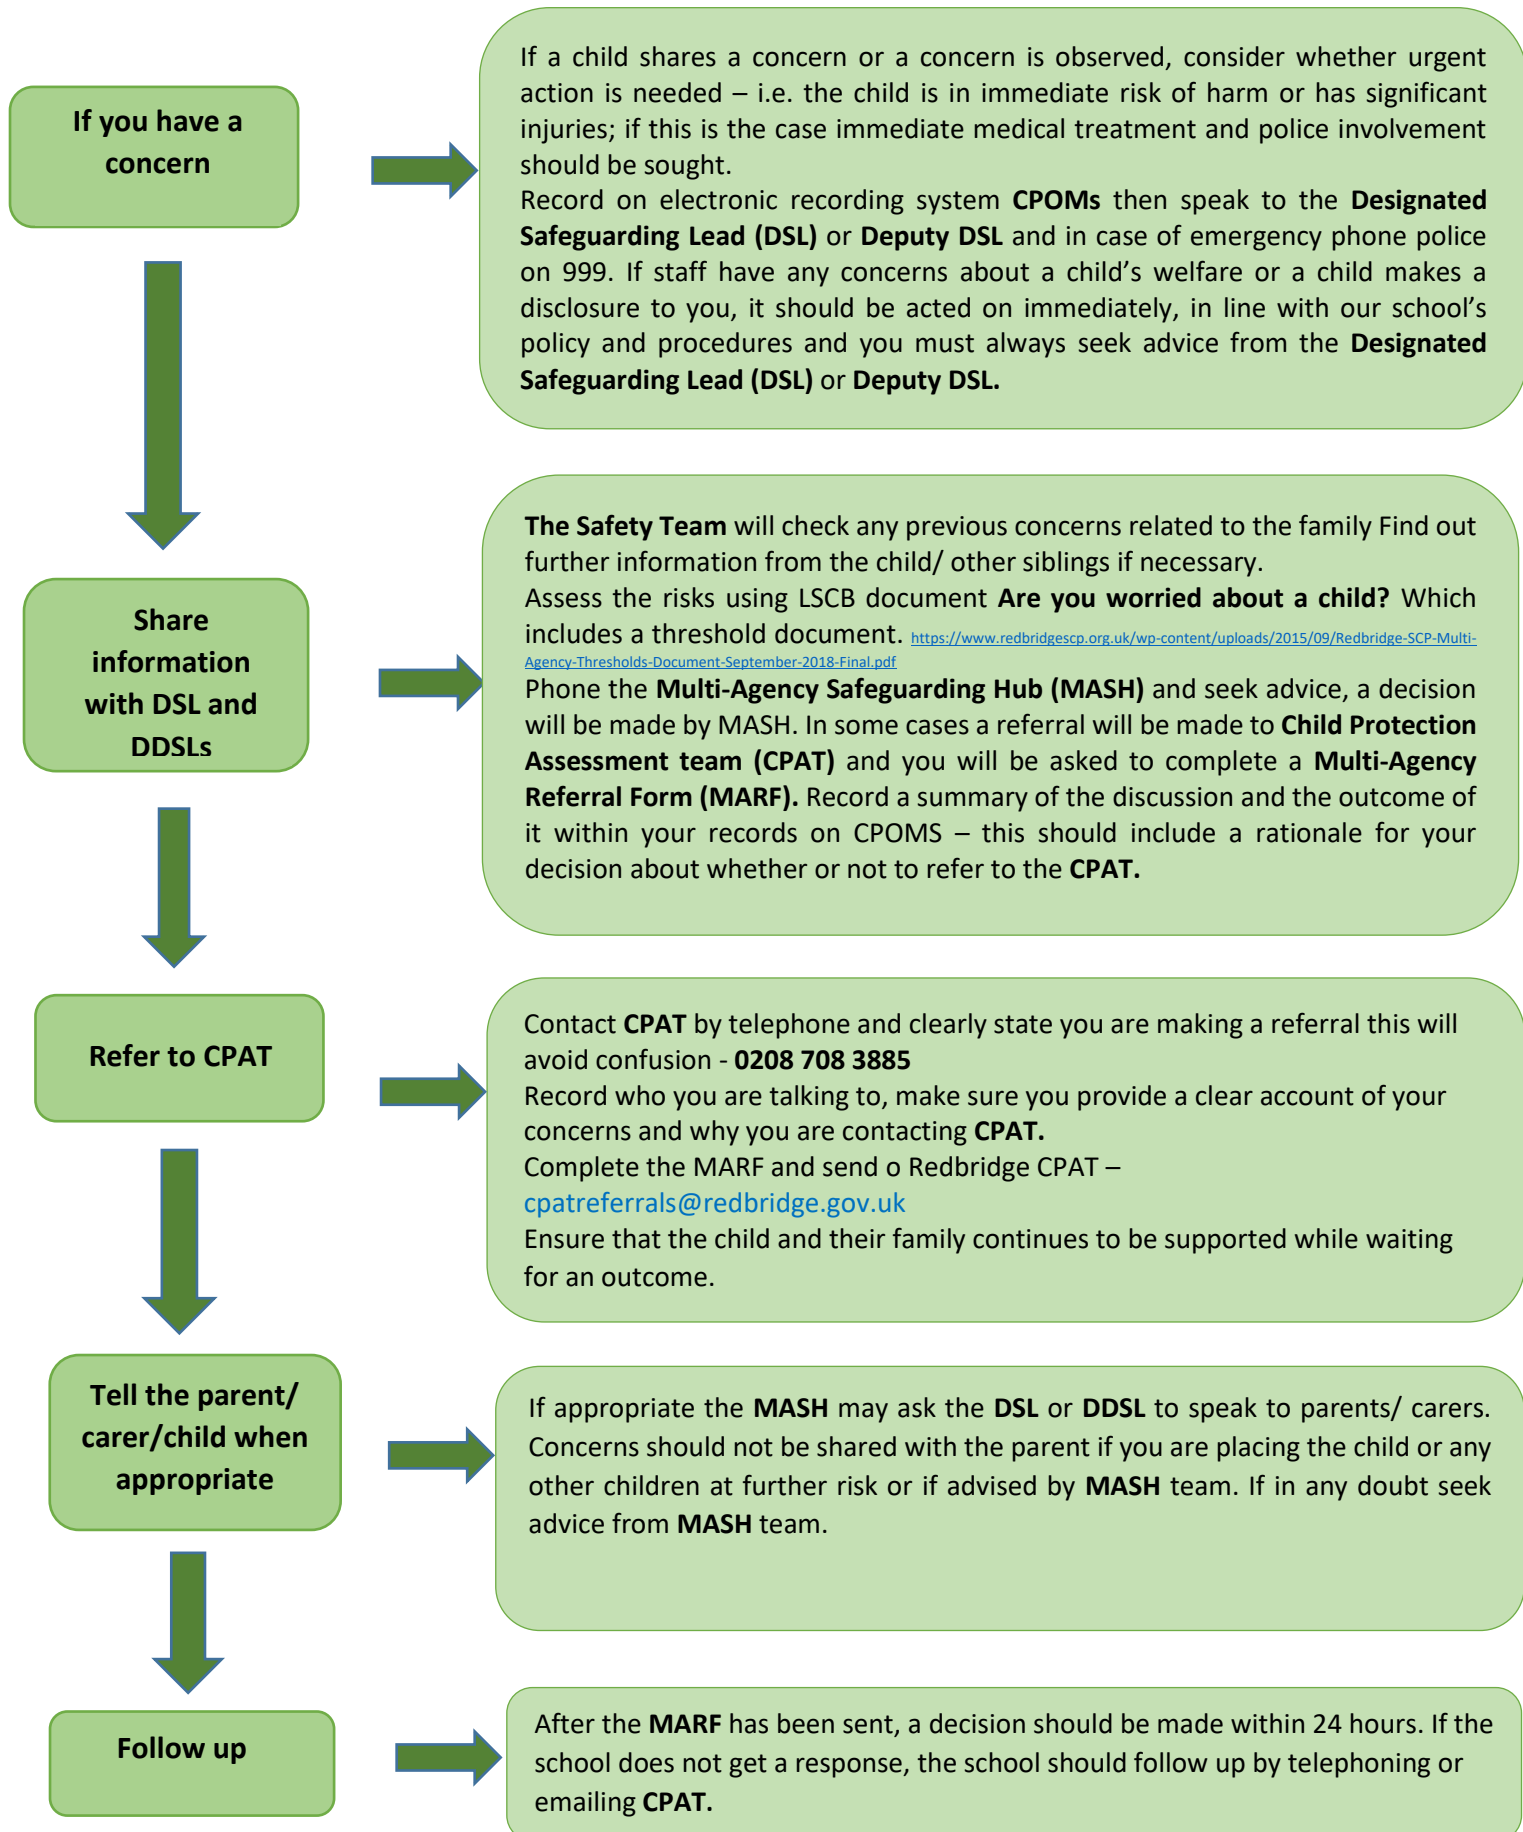 If you have a
concern
If a child shares a concern or a concern is observed, consider whether urgent
action is needed – i.e. the child is in immediate risk of harm or has significant
injuries; if this is the case immediate medical treatment and police involvement
should be sought.
Record on electronic recording system CPOMs then speak to the Designated
Safeguarding Lead (DSL) or Deputy DSL and in case of emergency phone police
on 999. If staff have any concerns about a child’s welfare or a child makes a
disclosure to you, it should be acted on immediately, in line with our school’s
policy and procedures and you must always seek advice from the Designated
Safeguarding Lead (DSL) or Deputy DSL.
Share
information
with DSL and
DDSLs
The Safety Team will check any previous concerns related to the family Find out
further information from the child/ other siblings if necessary.
Assess the risks using LSCB document Are you worried about a child? Which
includes a threshold document. https://www.redbridgescp.org.uk/wp-content/uploads/2015/09/Redbridge-SCP-Multi-
Agency-Thresholds-Document-September-2018-Final.pdf
Phone the Multi-Agency Safeguarding Hub (MASH) and seek advice, a decision
will be made by MASH. In some cases a referral will be made to Child Protection
Assessment team (CPAT) and you will be asked to complete a Multi-Agency
Referral Form (MARF). Record a summary of the discussion and the outcome of
it within your records on CPOMS – this should include a rationale for your
decision about whether or not to refer to the CPAT.
Refer to CPAT
Contact CPAT by telephone and clearly state you are making a referral this will
avoid confusion - 0208 708 3885
Record who you are talking to, make sure you provide a clear account of your
concerns and why you are contacting CPAT.
Complete the MARF and send o Redbridge CPAT –
cpatreferrals@redbridge.gov.uk
Ensure that the child and their family continues to be supported while waiting
for an outcome.
Tell the parent/
carer/child when
appropriate
If appropriate the MASH may ask the DSL or DDSL to speak to parents/ carers.
Concerns should not be shared with the parent if you are placing the child or any
other children at further risk or if advised by MASH team. If in any doubt seek
advice from MASH team.
Follow up
After the MARF has been sent, a decision should be made within 24 hours. If the
school does not get a response, the school should follow up by telephoning or
emailing CPAT.